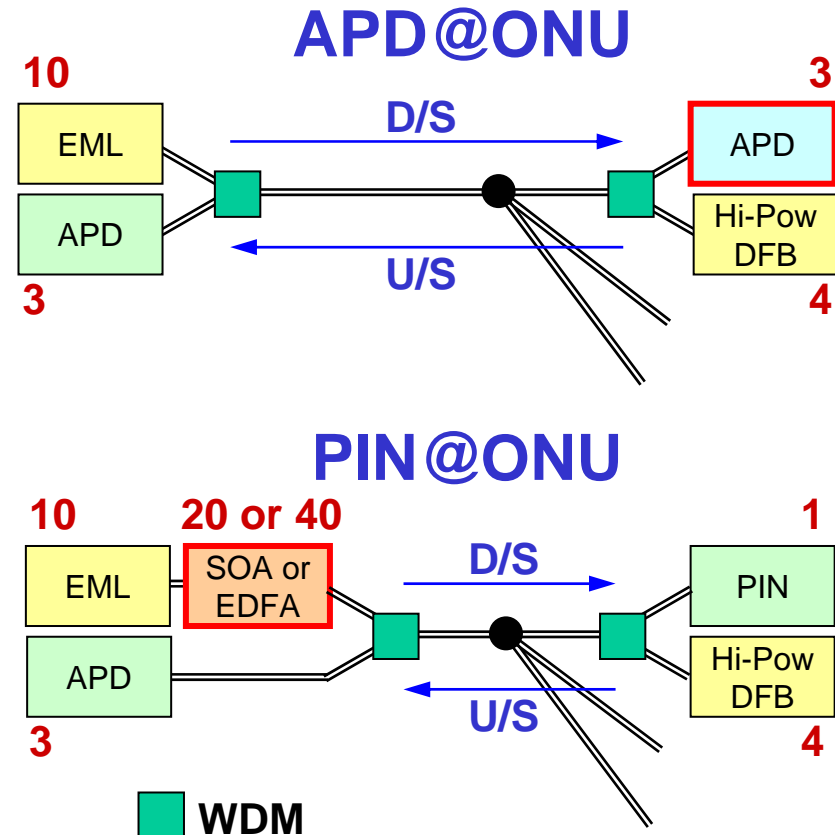 APD@ONU
10
3
EML
D/S
APD
APD
U/S
Hi-Pow
DFB
3
4
PIN@ONU
10
20 or 40
1
EML
SOA or
EDFA
D/S
PIN
APD
U/S
Hi-Pow
DFB
3
4
WDM